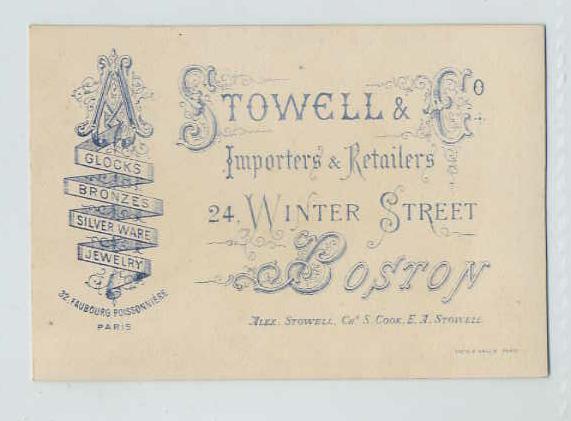 A. Stowell & Co.
Importers & Retailers
24, Winter Street
Boston
Alex. Stowell, Chs. S. Cook, E. A. Stowell
Clocks
Bronzes
Silver Ware
Jewelry
32, Faubourg Poissonnière
Paris